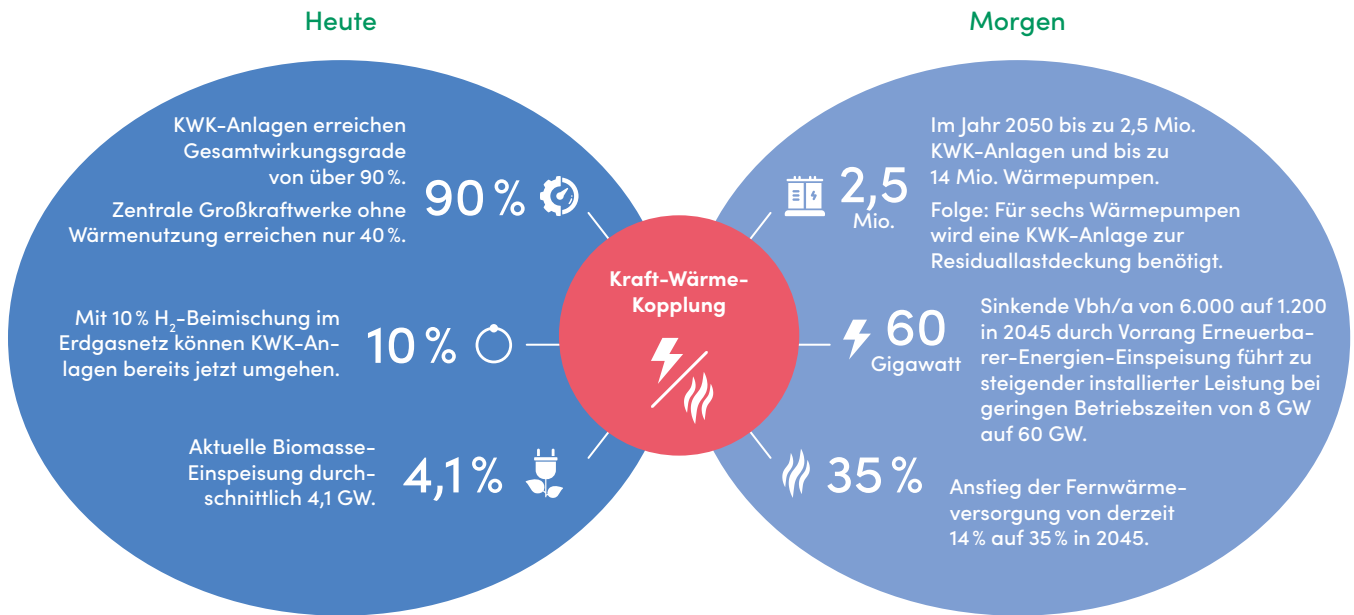 Heute
KWK-Anlagen erreichen
Gesamtwirkungsgrade
von über 90 %.
Zentrale Großkraftwerke ohne
Wärmenutzung erreichen nur 40 %.
90 %
Mit 10 % H₂-Beimischung im
Erdgasnetz können KWK-An-
lagen bereits jetzt umgehen.
10 %
Aktuelle Biomasse-
Einspeisung durch-
schnittlich 4,1 GW.
4,1 %
Kraft-Wärme-
Kopplung
Morgen
2,5
Mio.
Im Jahr 2050 bis zu 2,5 Mio.
KWK-Anlagen und bis zu
14 Mio. Wärmepumpen.
Folge: Für sechs Wärmepumpen
wird eine KWK-Anlage zur
Residuallastdeckung benötigt.
60
Gigawatt
Sinkende Vbh/a von 6.000 auf 1.200
in 2045 durch Vorrang Erneuerba-
rer-Energien-Einspeisung führt zu
steigender installierter Leistung bei
geringen Betriebszeiten von 8 GW
auf 60 GW.
35 %
Anstieg der Fernwärme-
versorgung von derzeit
14 % auf 35 % in 2045.